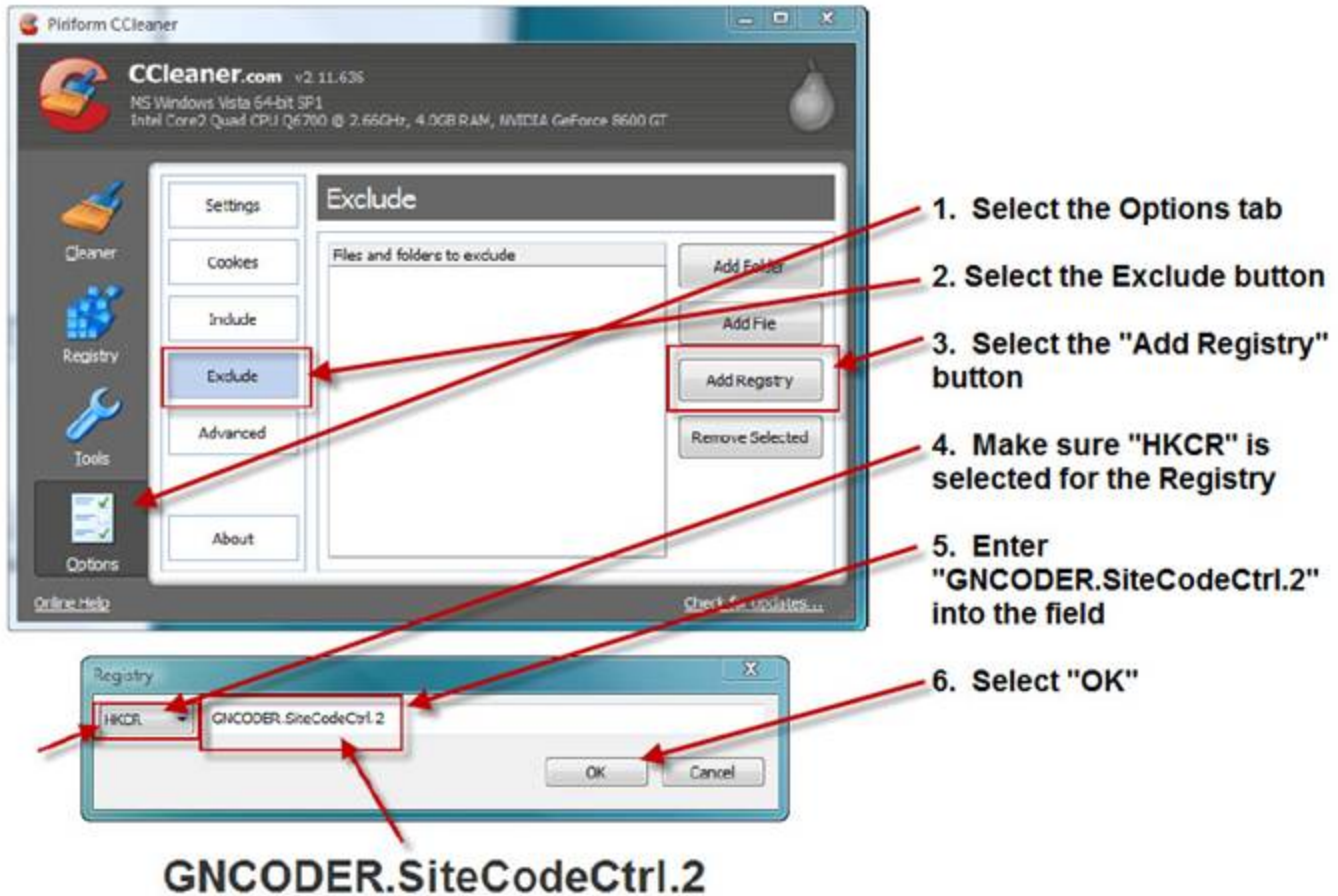 Piriform CCleaner
CCleaner.com v2.11.636
MS Windows Vista 64-bit SP1
Intel Core2 Quad CPU Q6700 @ 2.66GHz, 4.0GB RAM, NVIDIA GeForce 8600 GT
Cleaner
Registry
Tools
Options
Settings
Cookies
Include
Exclude
Advanced
About
Exclude
Files and folders to exclude
Add Folder
Add File
Add Registry
Remove Selected
Online Help
Check for updates...
1. Select the Options tab
2. Select the Exclude button
3. Select the "Add Registry"
button
4. Make sure "HKCR" is
selected for the Registry
5. Enter
"GNCODER.SiteCodeCtrl.2"
into the field
6. Select "OK"
Registry
HKCR
GNCODER.SiteCodeCtrl.2
OK
Cancel
GNCODER.SiteCodeCtrl.2